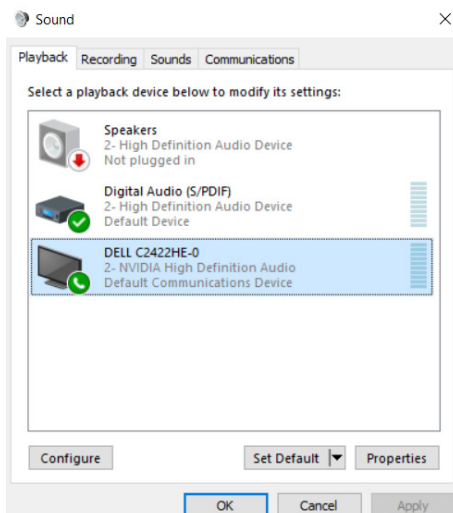 Sound
Playback Recording Sounds Communications
Select a playback device below to modify its settings:
Speakers
2- High Definition Audio Device
Not plugged in
Digital Audio (S/PDIF)
2- High Definition Audio Device
Default Device
DELL C2422HE-0
2- NVIDIA High Definition Audio
Default Communications Device
Configure Set Default Properties
OK Cancel Apply